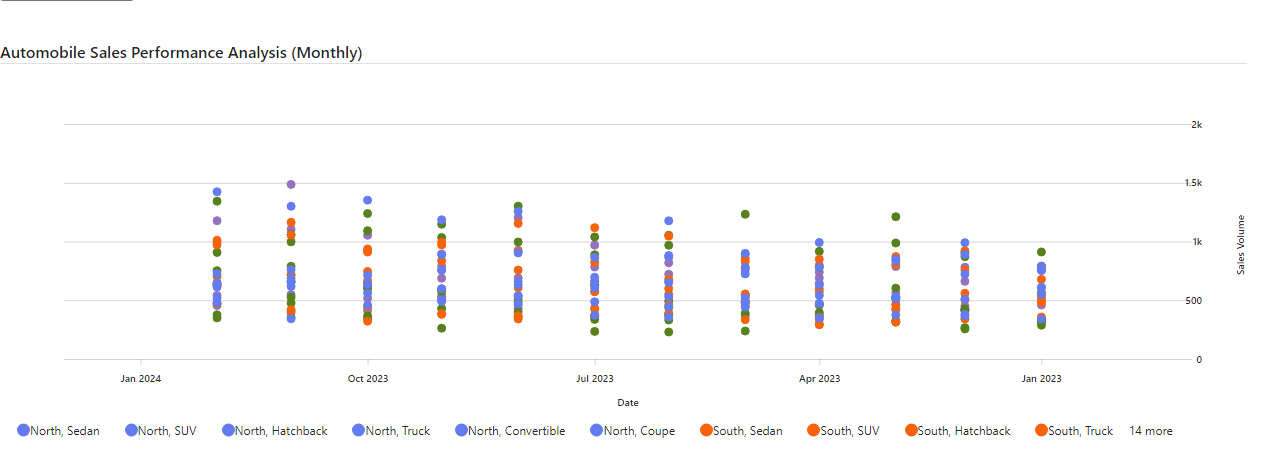 Automobile Sales Performance Analysis (Monthly)
2k
1.5k
1k
500
0
Sales Volume
Jan 2024 Oct 2023 Jul 2023 Apr 2023 Jan 2023
Date
North, Sedan North, SUV North, Hatchback North, Truck North, Convertible North, Coupe South, Sedan South, SUV South, Hatchback South, Truck 14 more